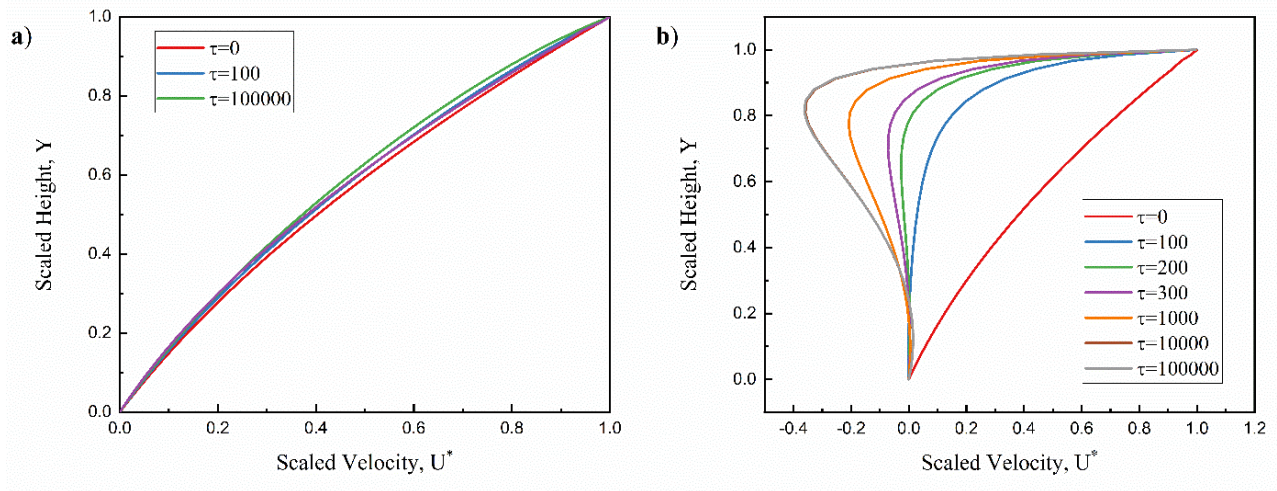 a)
1.0
0.8
0.6
0.4
0.2
0.0
Scaled Height, Y
τ=0
τ=100
τ=100000
0.0 0.2 0.4 0.6 0.8 1.0
Scaled Velocity, U*
b)
1.0
0.8
0.6
0.4
0.2
0.0
Scaled Height, Y
τ=0
τ=100
τ=200
τ=300
τ=1000
τ=10000
τ=100000
-0.4 -0.2 0.0 0.2 0.4 0.6 0.8 1.0 1.2
Scaled Velocity, U*